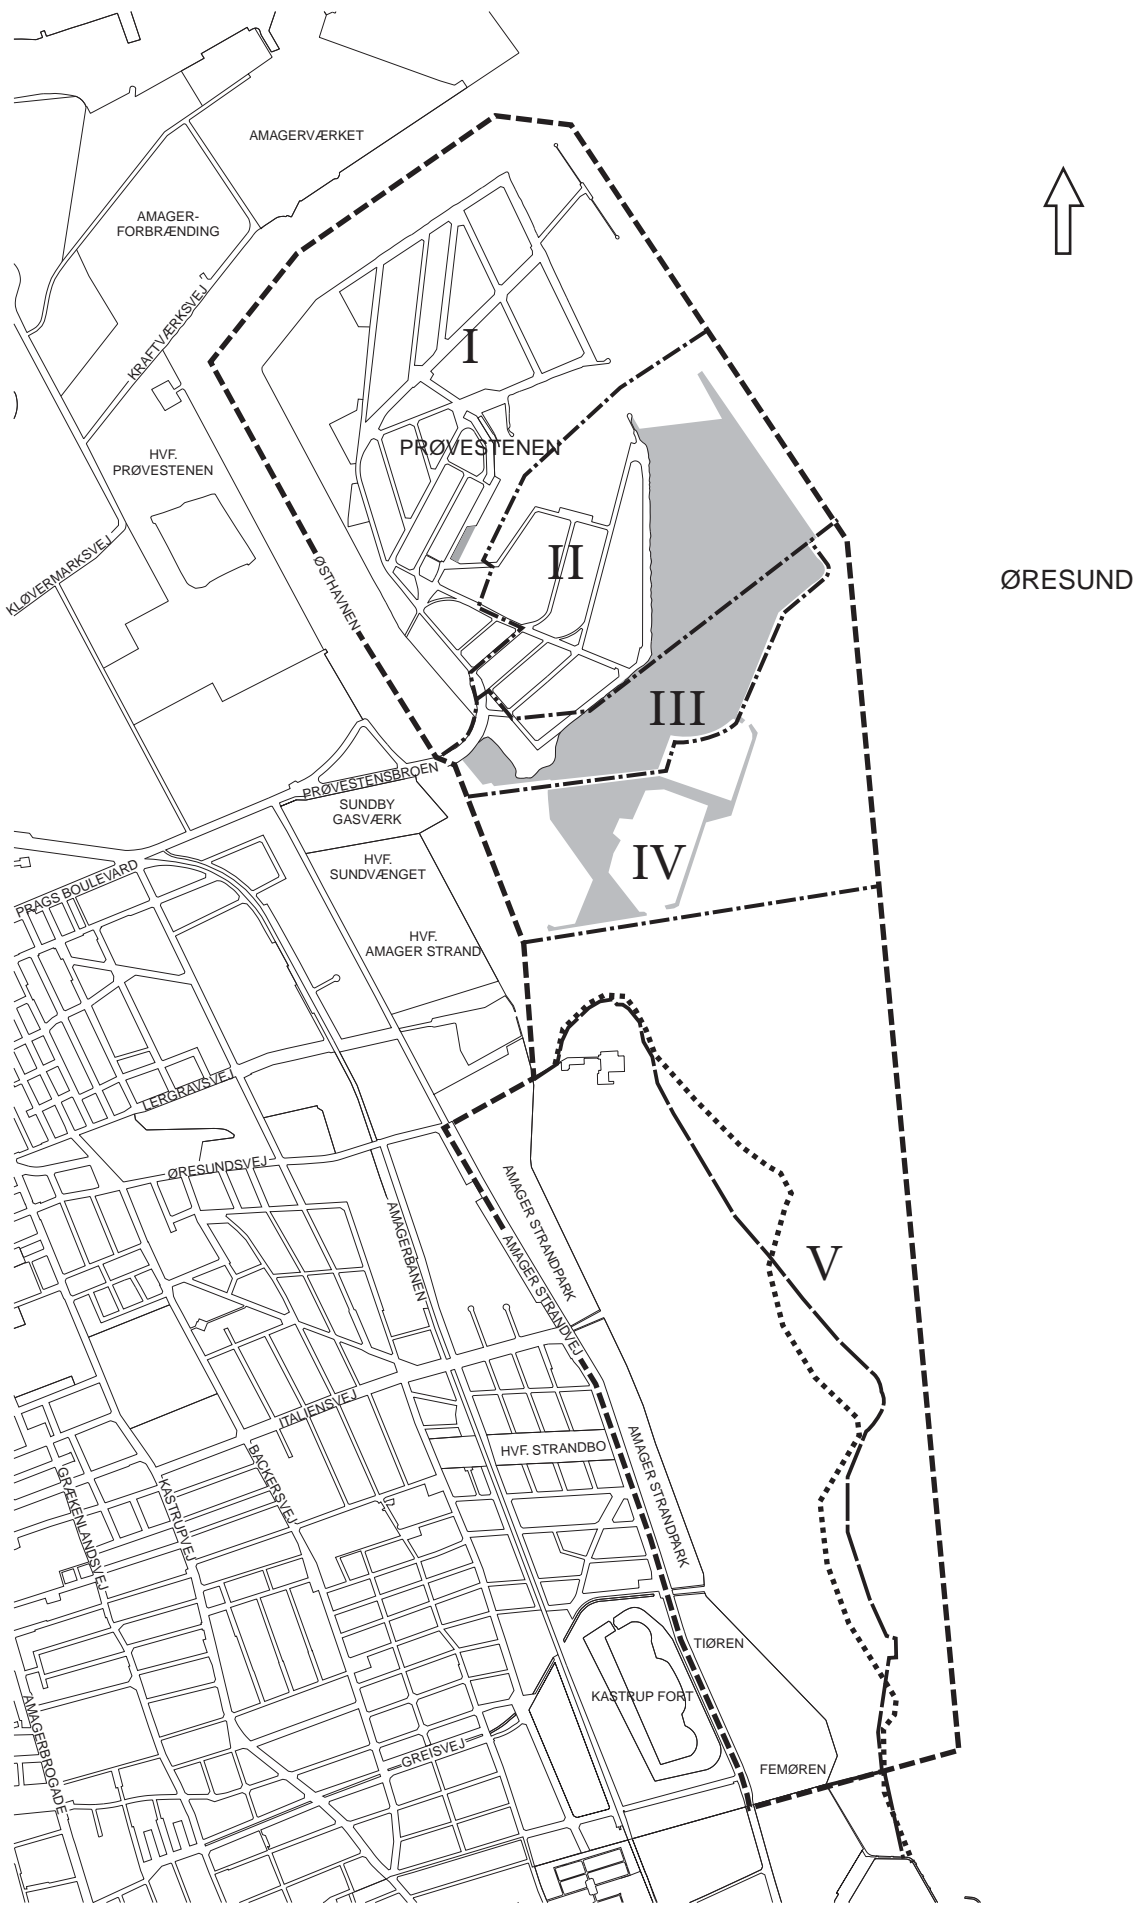 AMAGERVÆRKET
AMAGER-
FORBRÆNDING
KRAFTVÆRKSVEJ
I
PRØVESTENEN
HVF.
PRØVESTENEN
KLØVERMARKSVEJ
ØSTHAVNEN
II
ØRESUND
III
PRØVESTENSBROEN
SUNDBY
GASVÆRK
HVF.
SUNDVÆNGET
IV
PRAGS BOULEVARD
HVF.
AMAGER STRAND
LERGRAVSVEJ
ØRESUNDSVEJ
AMAGERBANEN
AMAGER STRANDPARK
AMAGER STRANDVEJ
V
ITALIENSVEJ
BACKERSVEJ
HVF. STRANDBO
AMAGER STRANDPARK
GRÆKENLANDSVEJ
KASTRUPVEJ
TIØREN
KASTRUP FORT
AMAGERBROGADE
GREISVEJ
FEMØREN